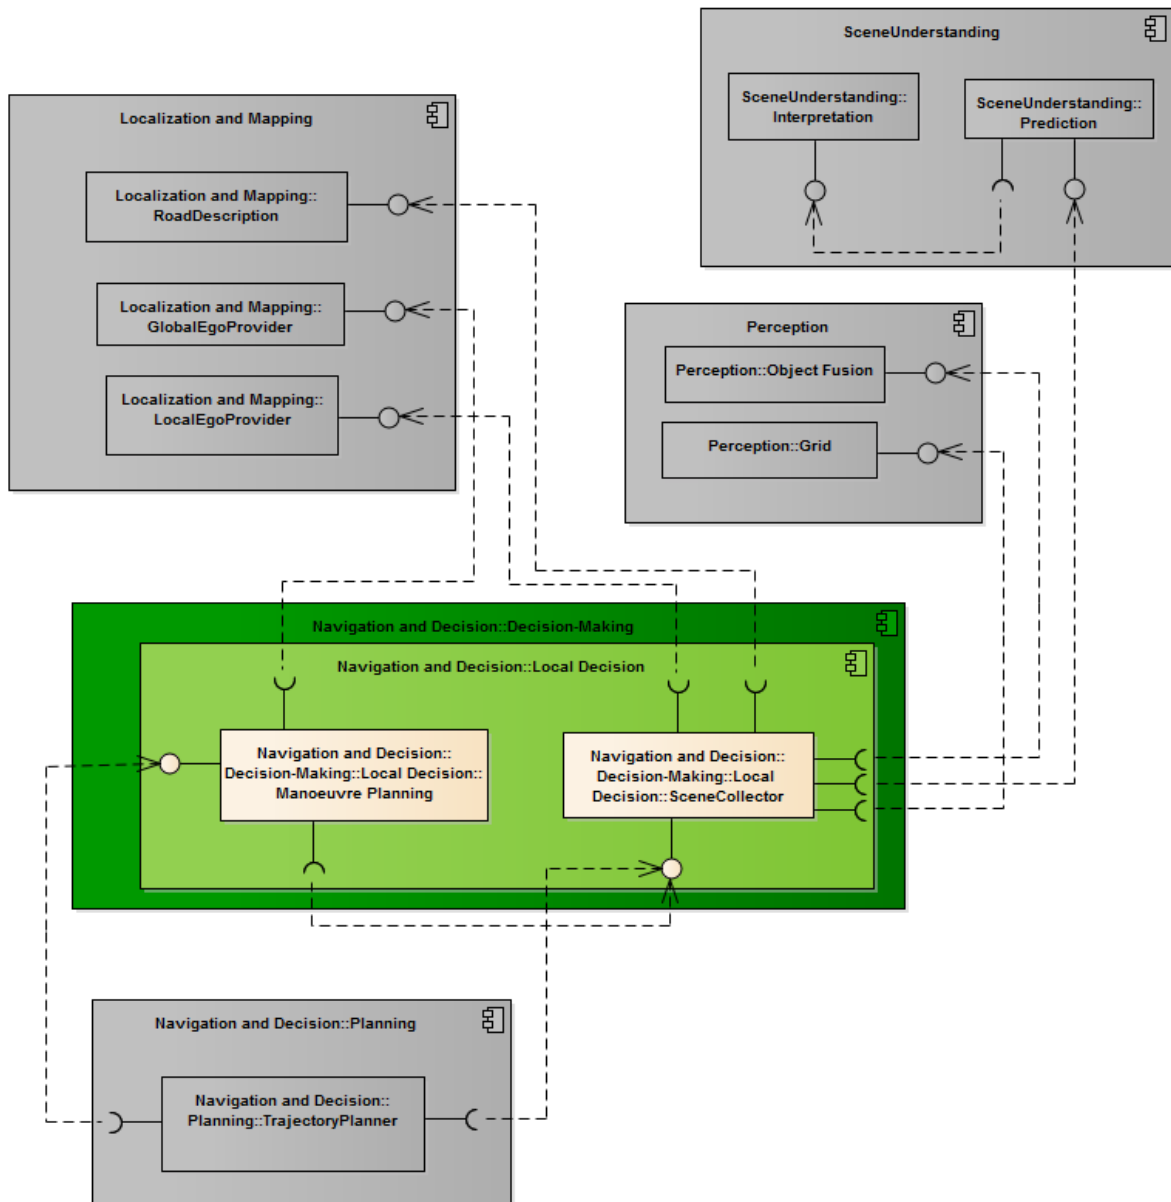 SceneUnderstanding
SceneUnderstanding::
Interpretation
SceneUnderstanding::
Prediction
Localization and Mapping
Localization and Mapping::
RoadDescription
Localization and Mapping::
GlobalEgoProvider
Localization and Mapping::
LocalEgoProvider
Perception
Perception::Object Fusion
Perception::Grid
Navigation and Decision::Decision-Making
Navigation and Decision::Local Decision
Navigation and Decision::
Decision-Making::Local Decision::
Manoeuvre Planning
Navigation and Decision::
Decision-Making::Local
Decision::SceneCollector
Navigation and Decision::Planning
Navigation and Decision::
Planning::TrajectoryPlanner